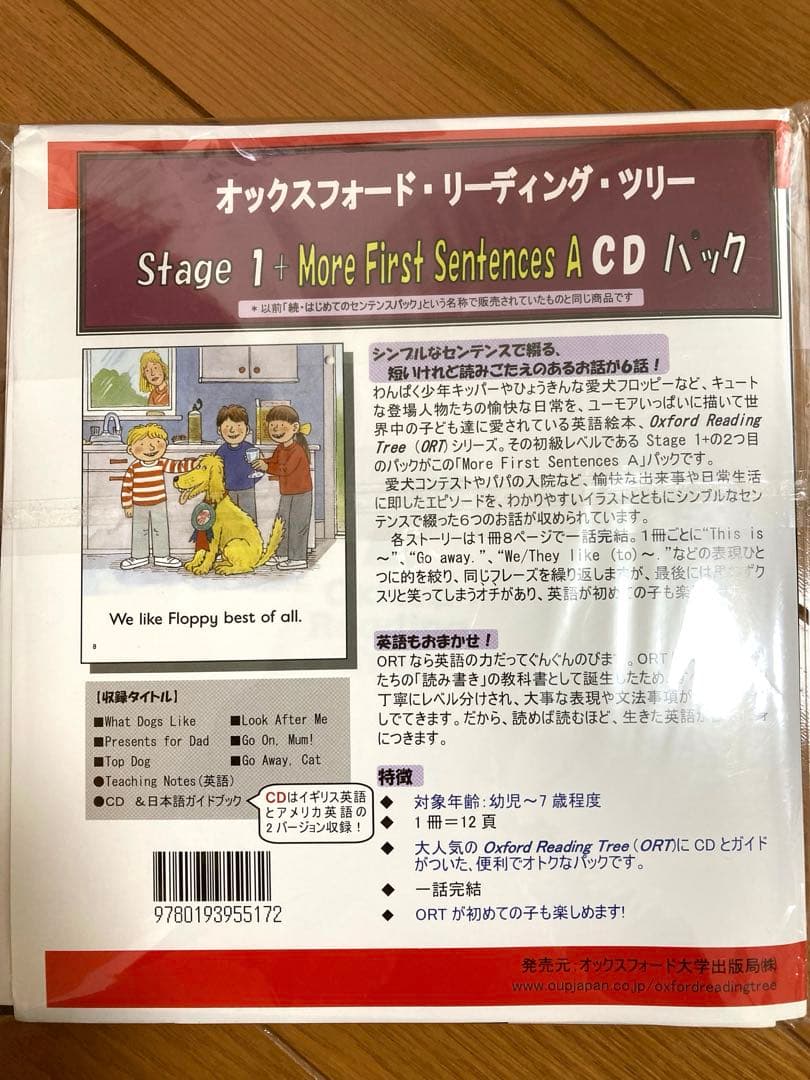 オックスフォード・リーディング・ツリー
Stage 1+ More First Sentences A CD パック
*以前「続・はじめてのセンテンスパック」という名称で販売されていたものと同じ商品です
シンプルなセンテンスで綴る、
短いけれど読みごたえのあるお話が6話！
わんぱく少年キッパーやひょうきんな愛犬フロッピーなど、キュート
な登場人物たちの愉快な日常を、ユーモアいっぱいに描いて世
界中の子ども達に愛されている英語絵本、Oxford Reading
Tree (ORT)シリーズ。その初級レベルである Stage 1+の2つ目
のパックがこの「More First Sentences A」パックです。
愛犬コンテストやパパの入院など、愉快な出来事や日常生活
に即したエピソードを、わかりやすいイラストとともにシンプルなセン
テンスで綴った6つのお話が収められています。
各ストーリーは1冊8ページで一話完結。1冊ごとに“This is
～”、“Go away.”、“We/They like (to)～.”などの表現ひと
つに的を絞り、同じフレーズを繰り返しますが、最後には思わずク
スリと笑ってしまうオチがあり、英語が初めての子も楽
We like Floppy best of all.
8
英語もおまかせ！
ORTなら英語の力だってぐんぐんのびます。ORT
たちの「読み書き」の教科書として誕生したため
丁寧にレベル分けされ、大事な表現や文法事項が
しでてきます。だから、読めば読むほど、生きた英語が
につきます。
【収録タイトル】
■What Dogs Like ■Look After Me
■Presents for Dad ■Go On, Mum!
■Top Dog ■Go Away, Cat
●Teaching Notes(英語)
●CD ＆日本語ガイドブック
CDはイギリス英語
とアメリカ英語の
2バージョン収録！
特徴
◆ 対象年齢：幼児～7歳程度
◆ 1冊＝12頁
◆ 大人気の Oxford Reading Tree (ORT)に CD とガイド
がついた、便利でオトクなパックです。
◆ 一話完結
◆ ORT が初めての子も楽しめます!
9780193955172
発売元：オックスフォード大学出版局㈱
www.oupjapan.co.jp/oxfordreadingtree